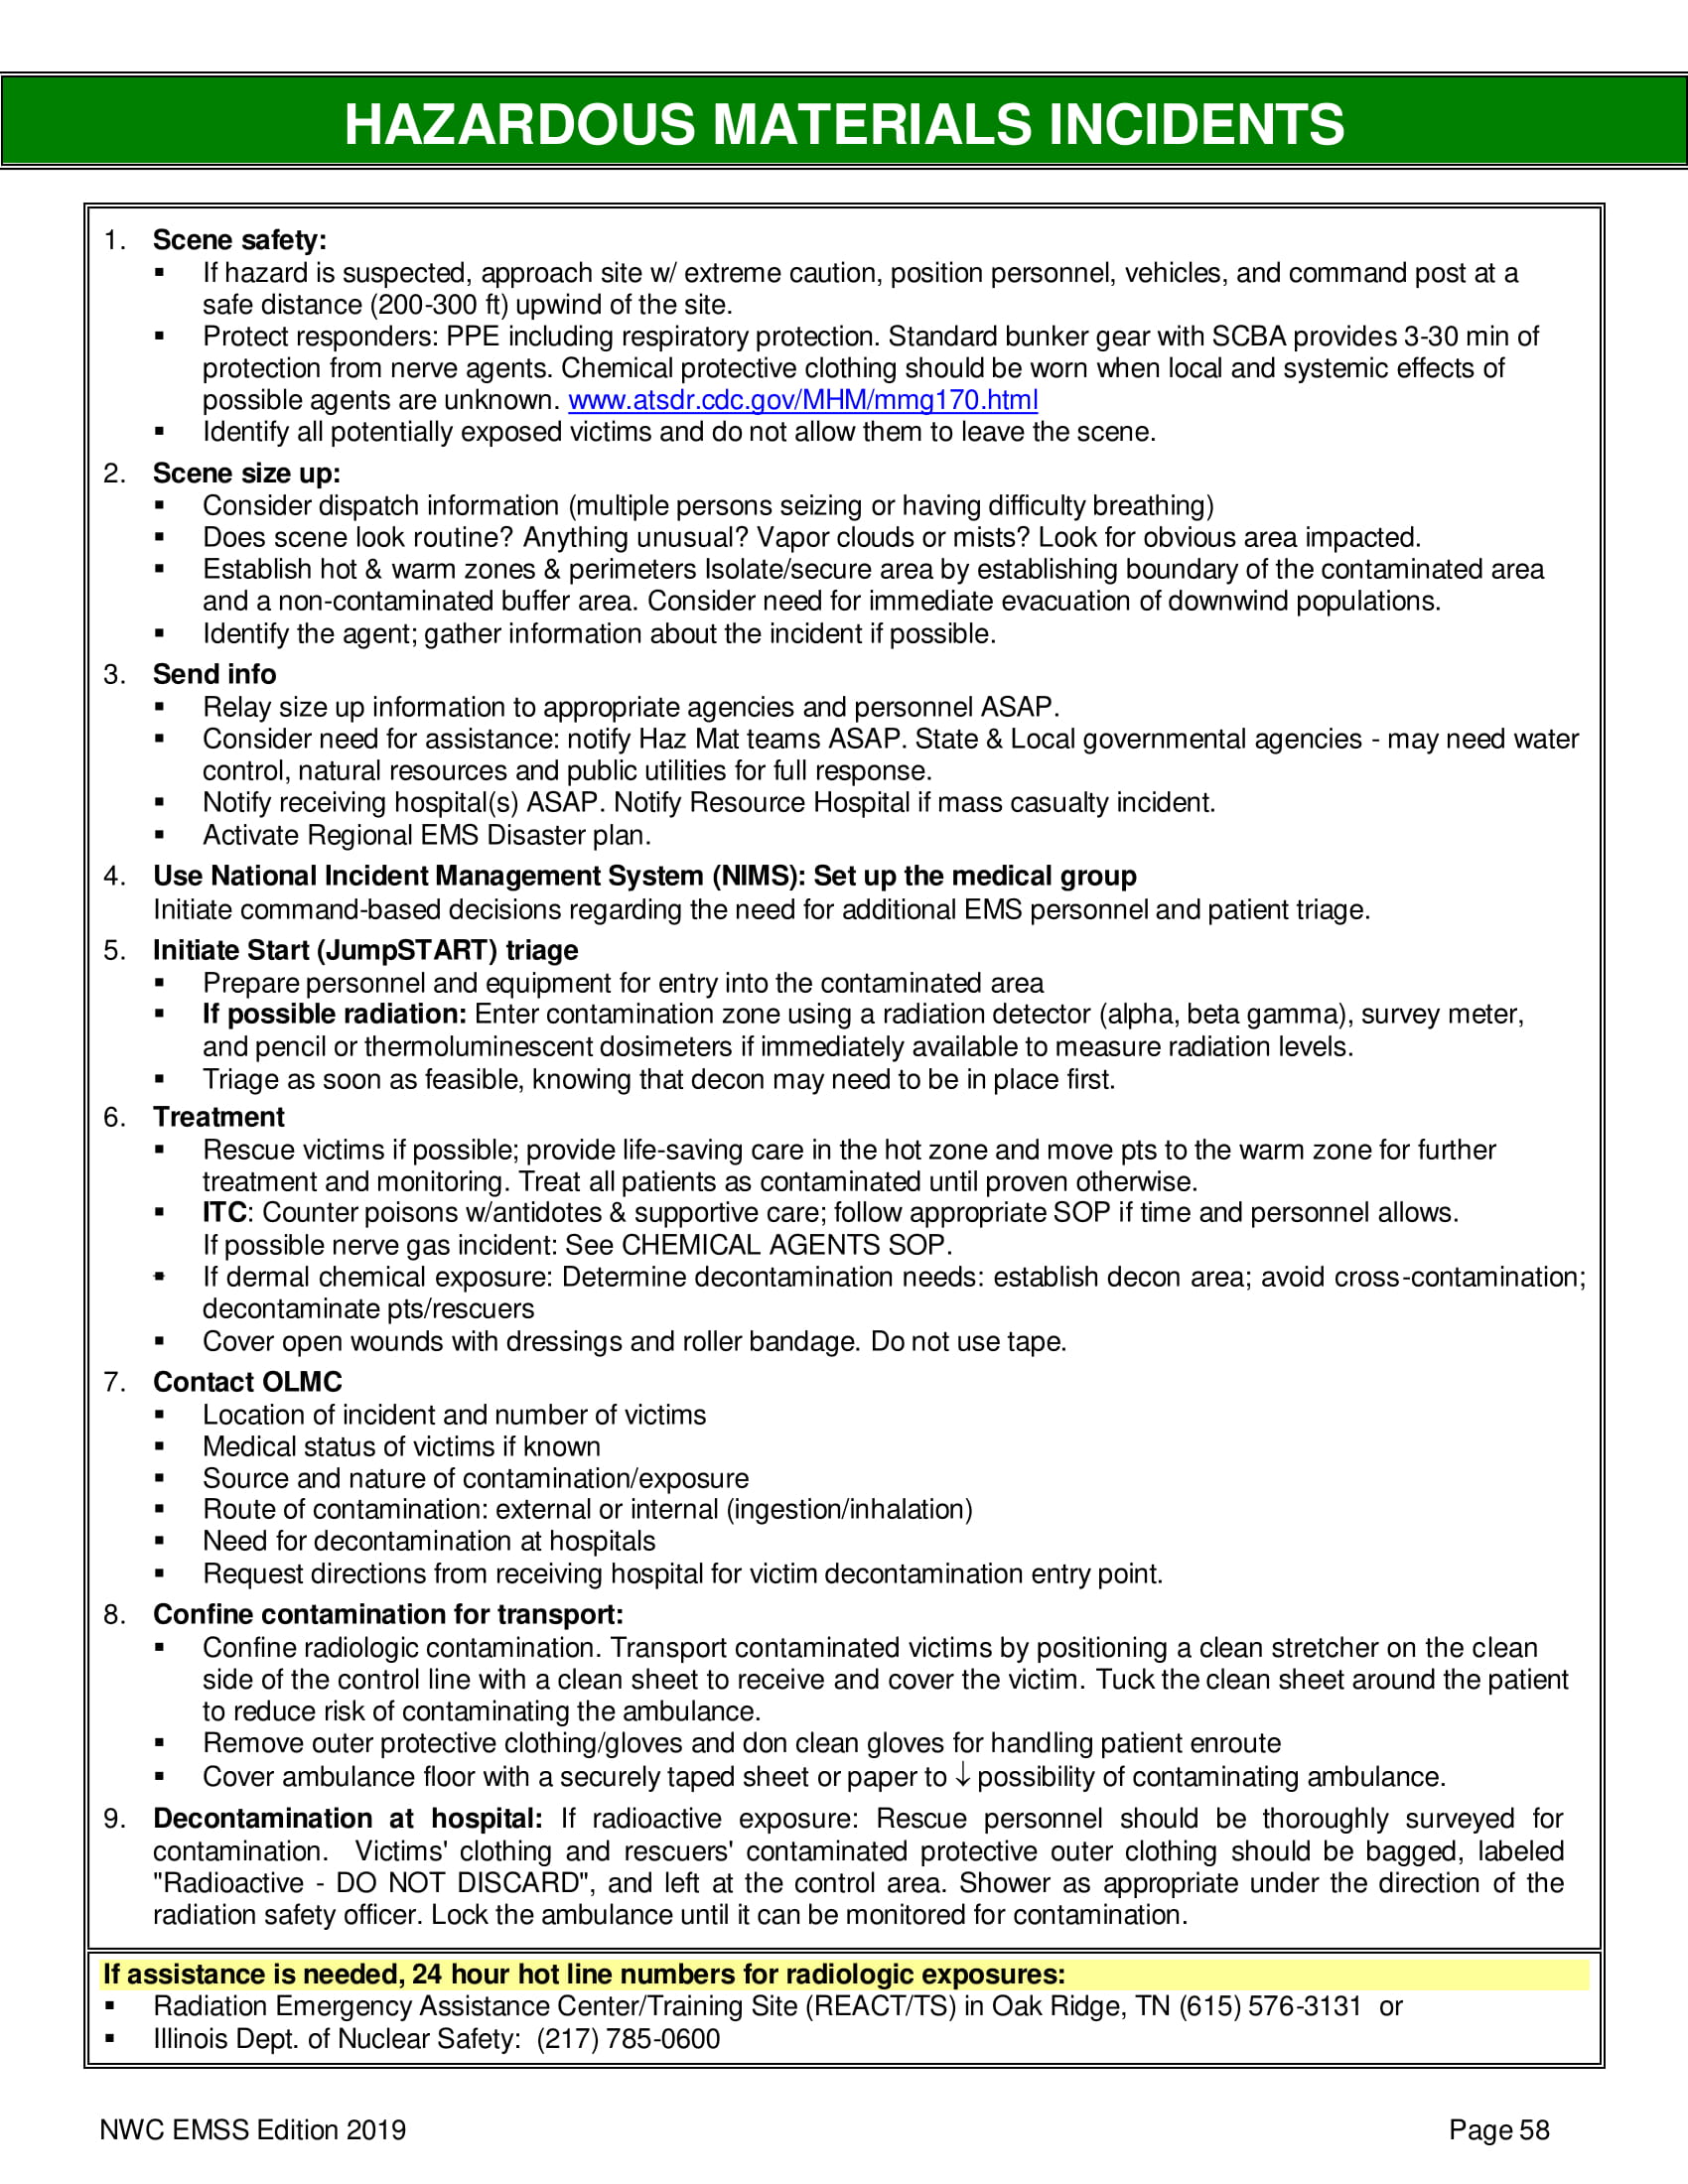 HAZARDOUS MATERIALS INCIDENTS
1. Scene safety:
▪ If hazard is suspected, approach site w/ extreme caution, position personnel, vehicles, and command post at a
safe distance (200-300 ft) upwind of the site.
▪ Protect responders: PPE including respiratory protection. Standard bunker gear with SCBA provides 3-30 min of
protection from nerve agents. Chemical protective clothing should be worn when local and systemic effects of
possible agents are unknown. www.atsdr.cdc.gov/MHM/mmg170.html
▪ Identify all potentially exposed victims and do not allow them to leave the scene.
2. Scene size up:
▪ Consider dispatch information (multiple persons seizing or having difficulty breathing)
▪ Does scene look routine? Anything unusual? Vapor clouds or mists? Look for obvious area impacted.
▪ Establish hot & warm zones & perimeters Isolate/secure area by establishing boundary of the contaminated area
and a non-contaminated buffer area. Consider need for immediate evacuation of downwind populations.
▪ Identify the agent; gather information about the incident if possible.
3. Send info
▪ Relay size up information to appropriate agencies and personnel ASAP.
▪ Consider need for assistance: notify Haz Mat teams ASAP. State & Local governmental agencies - may need water
control, natural resources and public utilities for full response.
▪ Notify receiving hospital(s) ASAP. Notify Resource Hospital if mass casualty incident.
▪ Activate Regional EMS Disaster plan.
4. Use National Incident Management System (NIMS): Set up the medical group
Initiate command-based decisions regarding the need for additional EMS personnel and patient triage.
5. Initiate Start (JumpSTART) triage
▪ Prepare personnel and equipment for entry into the contaminated area
▪ If possible radiation: Enter contamination zone using a radiation detector (alpha, beta gamma), survey meter,
and pencil or thermoluminescent dosimeters if immediately available to measure radiation levels.
▪ Triage as soon as feasible, knowing that decon may need to be in place first.
6. Treatment
▪ Rescue victims if possible; provide life-saving care in the hot zone and move pts to the warm zone for further
treatment and monitoring. Treat all patients as contaminated until proven otherwise.
▪ ITC: Counter poisons w/antidotes & supportive care; follow appropriate SOP if time and personnel allows.
If possible nerve gas incident: See CHEMICAL AGENTS SOP.
▪ If dermal chemical exposure: Determine decontamination needs: establish decon area; avoid cross-contamination;
decontaminate pts/rescuers
▪ Cover open wounds with dressings and roller bandage. Do not use tape.
7. Contact OLMC
▪ Location of incident and number of victims
▪ Medical status of victims if known
▪ Source and nature of contamination/exposure
▪ Route of contamination: external or internal (ingestion/inhalation)
▪ Need for decontamination at hospitals
▪ Request directions from receiving hospital for victim decontamination entry point.
8. Confine contamination for transport:
▪ Confine radiologic contamination. Transport contaminated victims by positioning a clean stretcher on the clean
side of the control line with a clean sheet to receive and cover the victim. Tuck the clean sheet around the patient
to reduce risk of contaminating the ambulance.
▪ Remove outer protective clothing/gloves and don clean gloves for handling patient enroute
▪ Cover ambulance floor with a securely taped sheet or paper to ↓ possibility of contaminating ambulance.
9. Decontamination at hospital: If radioactive exposure: Rescue personnel should be thoroughly surveyed for
contamination. Victims' clothing and rescuers' contaminated protective outer clothing should be bagged, labeled
"Radioactive - DO NOT DISCARD", and left at the control area. Shower as appropriate under the direction of the
radiation safety officer. Lock the ambulance until it can be monitored for contamination.
If assistance is needed, 24 hour hot line numbers for radiologic exposures:
▪ Radiation Emergency Assistance Center/Training Site (REACT/TS) in Oak Ridge, TN (615) 576-3131 or
▪ Illinois Dept. of Nuclear Safety: (217) 785-0600
NWC EMSS Edition 2019 Page 58